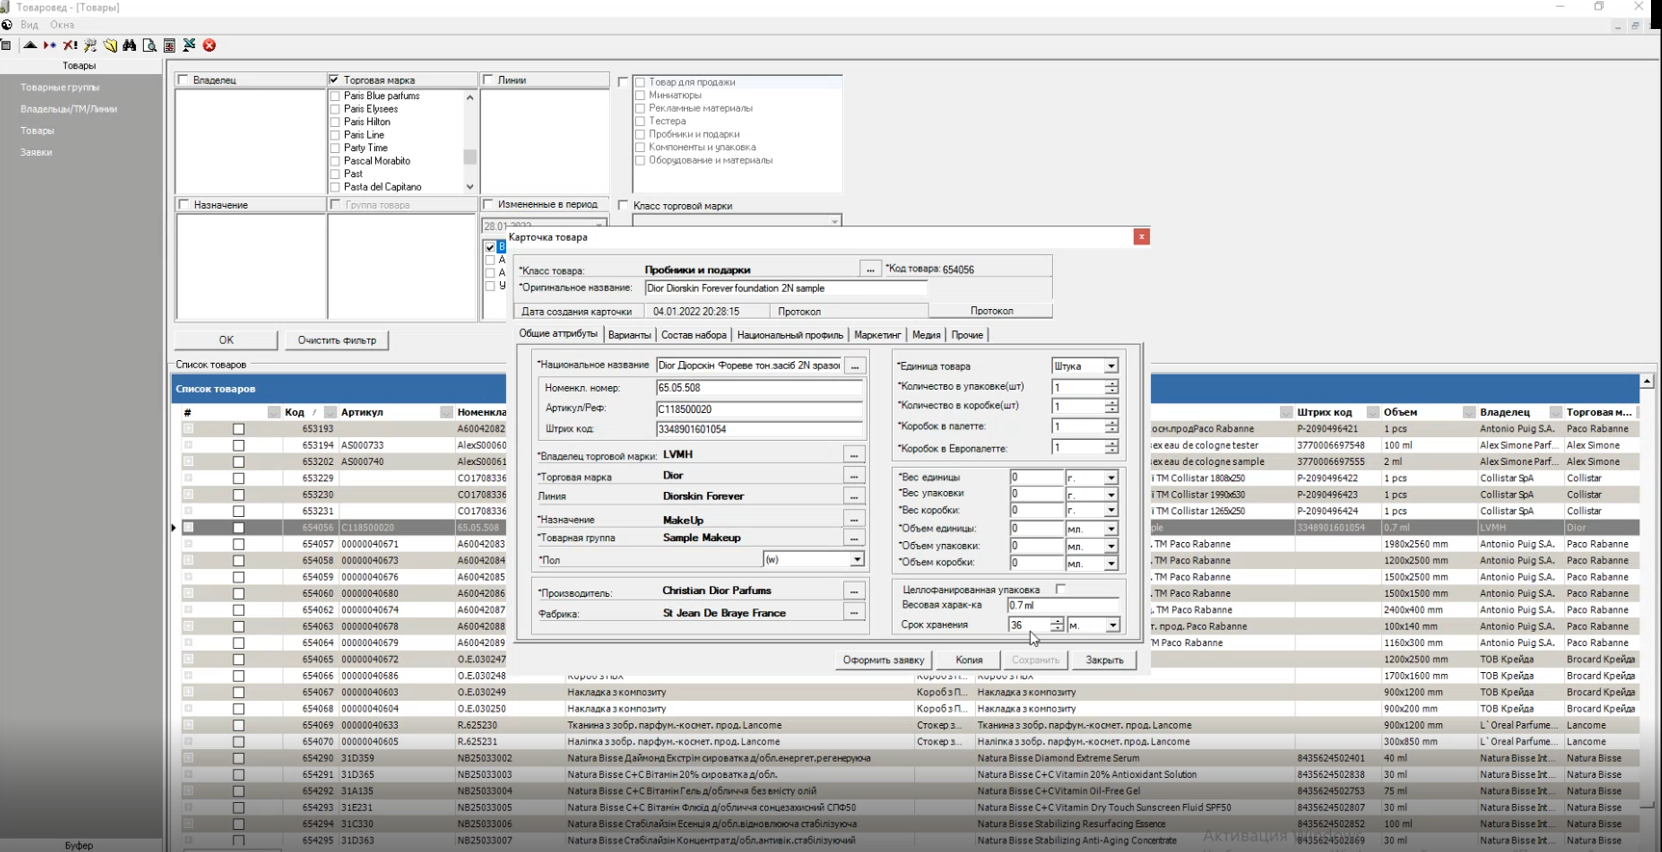 Товаровед - [Товары]
Вид Окна
Товары
Товарные группы
Владельцы/ТМ/Линии
Товары
Заявки
Буфер
Владелец
Торговая марка
Линии
Paris Blue parfums
Paris Elysees
Paris Hilton
Paris Line
Party Time
Pascal Morabito
Past
Pasta del Capitano
Товар для продажи
Миниатюры
Рекламные материалы
Тестера
Пробники и подарки
Компоненты и упаковка
Оборудование и материалы
Назначение
Группа товара
Измененные в период
Класс торговой марки
OK
Очистить фильтр
Карточка товара
*Класс товара: Пробники и подарки ... *Код товара: 654056
*Оригинальное название: Dior Diorskin Forever foundation 2N sample
Дата создания карточки 04.01.2022 20:28:15 Протокол Протокол
Общие аттрибуты Варианты Состав набора Национальный профиль Маркетинг Медиа Прочие
*Национальное название Dior Діорскін Фореве тон.засіб 2N зразо ...
Номенкл. номер: 65.05.508
Артикул/Реф: C118500020
Штрих код: 3348901601054
*Владелец торговой марки: LVMH ...
*Торговая марка Dior ...
Линия Diorskin Forever ...
*Назначение MakeUp ...
*Товарная группа Sample Makeup ...
*Пол (w)
*Производитель: Christian Dior Parfums ...
Фабрика: St Jean De Braye France ...
*Единица товара Штука
*Количество в упаковке(шт) 1
*Количество в коробке(шт) 1
*Коробок в палетте: 1
*Коробок в Европалетте: 1
*Вес единицы 0 г.
*Вес упаковки 0 г.
*Вес коробки: 0 г.
*Объем единицы: 0 мл.
*Объем упаковки: 0 мл.
*Объем коробки: 0 мл.
Целлофанированная упаковка
Весовая харак-ка 0.7 ml
Срок хранения 36 м.
Оформить заявку Копия Сохранить Закрыть
Список товаров
Список товаров
# Код / Артикул Номенкла Штрих код Объем Владелец Торговая м...
653193 A60042082 осм.продPaco Rabanne P-2090496421 1 pcs Antonio Puig S.A. Paco Rabanne
653194 AS000733 AlexS00060 sex eau de cologne tester 3770006697548 100 ml Alex Simone Parf... Alex Simone
653202 AS000740 AlexS00061 sex eau de cologne sample 3770006697555 2 ml Alex Simone Parf... Alex Simone
653229 CO1708336 і ТМ Collistar 1808x250 P-2090496422 1 pcs Collistar SpA Collistar
653230 CO1708336 і ТМ Collistar 1990x630 P-2090496423 1 pcs Collistar SpA Collistar
653231 CO1708336 і ТМ Collistar 1265x250 P-2090496424 1 pcs Collistar SpA Collistar
654056 C118500020 65.05.508 ple 3348901601054 0.7 ml LVMH Dior
654057 00000040671 A60042083 . ТМ Paco Rabanne 1980x2560 mm Antonio Puig S.A. Paco Rabanne
654058 00000040673 A60042084 . ТМ Paco Rabanne 1200x2500 mm Antonio Puig S.A. Paco Rabanne
654059 00000040676 A60042085 . ТМ Paco Rabanne 1500x2500 mm Antonio Puig S.A. Paco Rabanne
654060 00000040680 A60042086 . ТМ Paco Rabanne 1500x1500 mm Antonio Puig S.A. Paco Rabanne
654062 00000040674 A60042087 . ТМ Paco Rabanne 2400x400 mm Antonio Puig S.A. Paco Rabanne
654063 00000040678 A60042088 т. прод. Paco Rabanne 100x140 mm Antonio Puig S.A. Paco Rabanne
654064 00000040679 A60042089 ТМ Paco Rabanne 1160x300 mm Antonio Puig S.A. Paco Rabanne
654065 00000040672 O.E.030247 1200x2500 mm ТОВ Крейда Brocard Крейда
654066 00000040686 O.E.030248 Короб з ПВХ Короб з П... Короб з ПВХ 1700x1600 mm ТОВ Крейда Brocard Крейда
654067 00000040603 O.E.030249 Накладка з композиту Короб з П... Накладка з композиту 900x1200 mm ТОВ Крейда Brocard Крейда
654068 00000040604 O.E.030250 Накладка з композиту Короб з П... Накладка з композиту 900x200 mm ТОВ Крейда Brocard Крейда
654069 00000040633 R.625230 Тканина з зобр. парфум.-космет. прод. Lancome Стокер з... Тканина з зобр. парфум.-космет. прод. Lancome 900x1200 mm L`Oreal Parfume... Lancome
654070 00000040605 R.625231 Наліпка з зобр. парфум.-космет. прод. Lancome Стокер з... Наліпка з зобр. парфум.-космет. прод. Lancome 300x850 mm L`Oreal Parfume... Lancome
654290 31D359 NB25033002 Natura Bisse Даймонд Екстрім сироватка д/обл.енергет.регенеруюча Natura Bisse Diamond Extreme Serum 8435624502401 40 ml Natura Bisse Int... Natura Bisse
654291 31D365 NB25033003 Natura Bisse C+C Вітамін 20% сироватка д/обл. Natura Bisse C+C Vitamin 20% Antioxidant Solution 8435624502838 30 ml Natura Bisse Int... Natura Bisse
654292 31A135 NB25033004 Natura Bisse C+C Вітамін Гель д/обличчя без вмісту олій Natura Bisse C+C Vitamin Oil-Free Gel 8435624502753 75 ml Natura Bisse Int... Natura Bisse
654293 31E231 NB25033005 Natura Bisse C+C Вітамін Флюїд д/обличчя сонцезахисний СПФ50 Natura Bisse C+C Vitamin Dry Touch Sunscreen Fluid SPF50 8435624502807 30 ml Natura Bisse Int... Natura Bisse
654294 31C330 NB25033006 Natura Bisse Стабілайзін Есенція д/обл.відновлююча стабілізуюча Natura Bisse Stabilizing Resurfacing Essence 8435624502852 100 ml Natura Bisse Int... Natura Bisse
654295 31D363 NB25033007 Natura Bisse Стабілайзін Концентрат д/обл.антивік.стабілізуючий Natura Bisse Stabilizing Anti-Aging Concentrate 8435624502869 30 ml Natura Bisse Int... Natura Bisse
Активация Windows